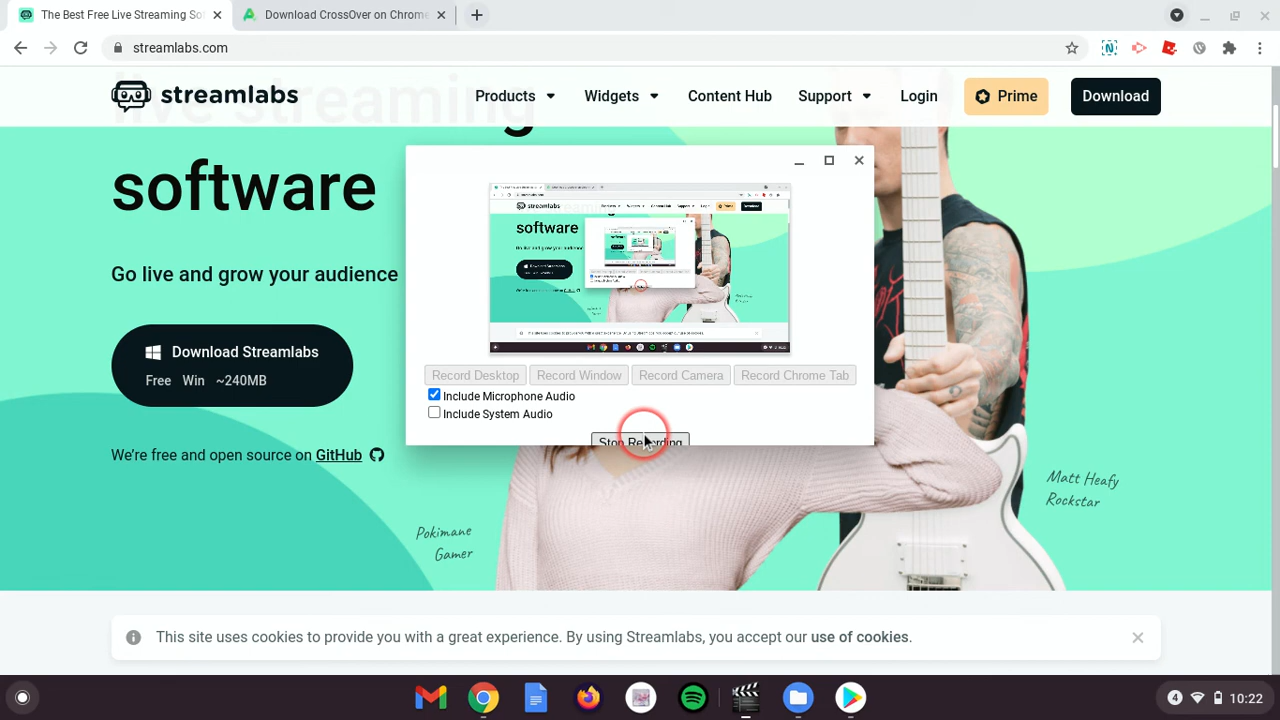 The Best Free Live Streaming So
Download CrossOver on Chrome
streamlabs.com
streamlabs
Products
Widgets
Content Hub
Support
Login
Prime
Download
live streaming
software
Go live and grow your audience
Download Streamlabs
Free Win ~240MB
We're free and open source on GitHub
software
Record Desktop
Record Window
Record Camera
Record Chrome Tab
Include Microphone Audio
Include System Audio
Stop Recording
Matt Heafy
Rockstar
Pokimane
Gamer
This site uses cookies to provide you with a great experience. By using Streamlabs, you accept our use of cookies.
4
10:22